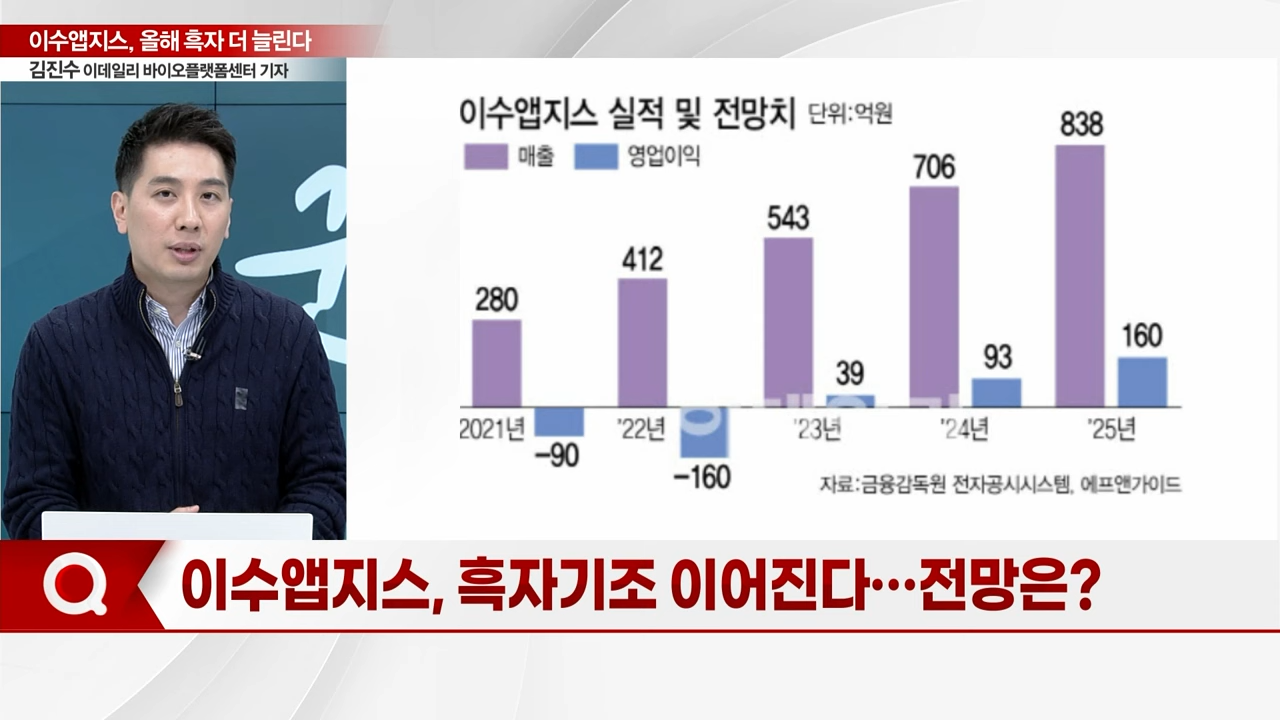 이수앱지스, 올해 흑자 더 늘린다
김진수 이데일리 바이오플랫폼센터 기자
이수앱지스 실적 및 전망치 단위:억원
매출 영업이익
280 412 543 706 838
-90 -160 39 93 160
2021년 '22년 '23년 '24년 '25년
자료:금융감독원 전자공시시스템, 에프앤가이드
이수앱지스, 흑자기조 이어진다…전망은?